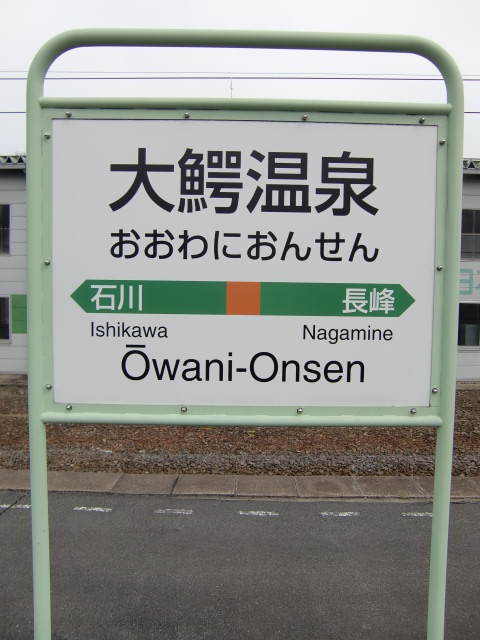 大鰐温泉
おおわにおんせん
石川 長峰
Ishikawa Nagamine
Ōwani-Onsen